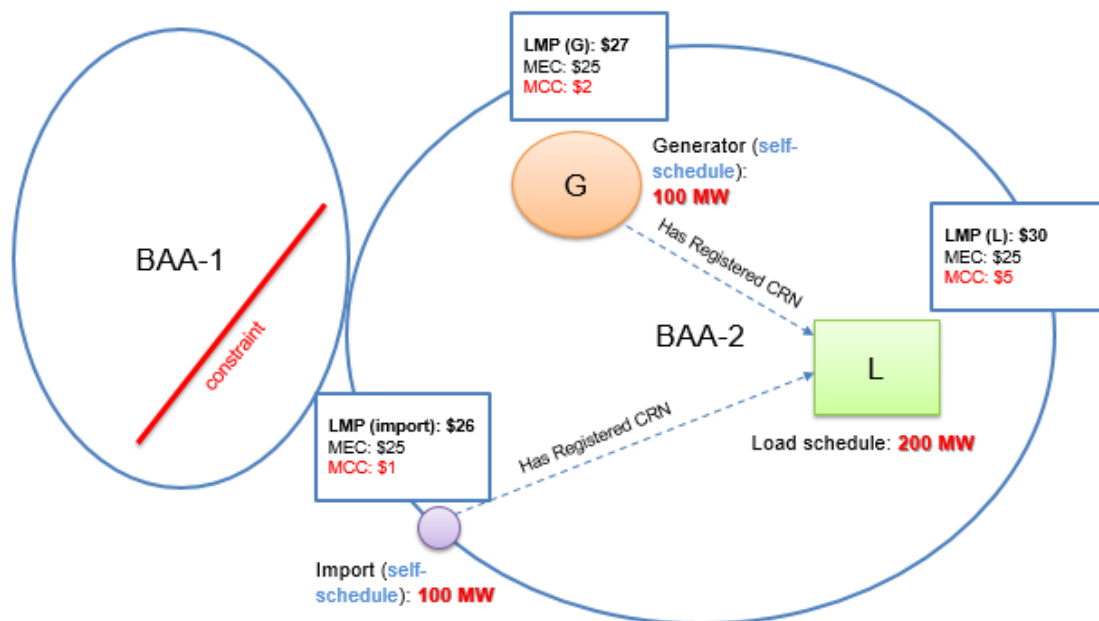 LMP (G): $27
MEC: $25
MCC: $2
Generator (self-
schedule):
100 MW
G
Has Registered CRN
LMP (L): $30
MEC: $25
MCC: $5
BAA-1
constraint
BAA-2
L
Load schedule: 200 MW
LMP (import): $26
MEC: $25
MCC: $1
Has Registered CRN
Import (self-
schedule): 100 MW